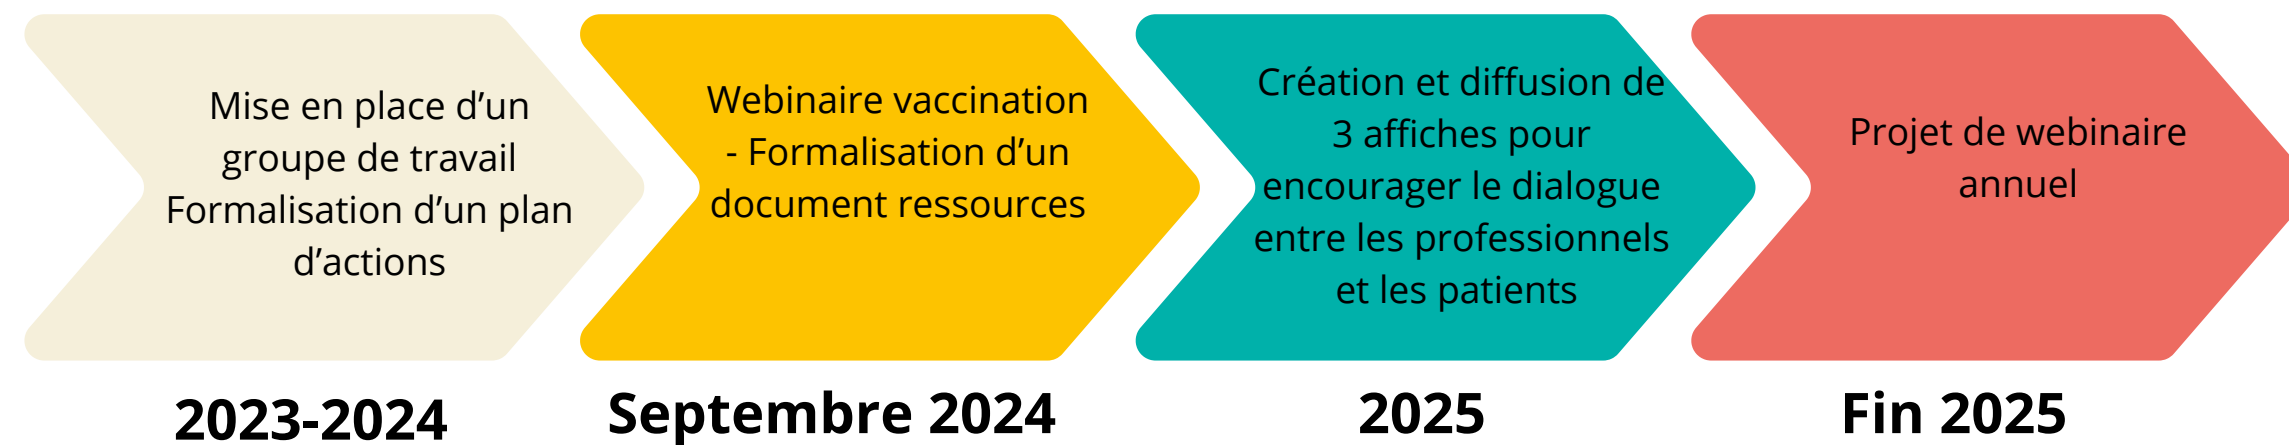 Mise en place d’un
groupe de travail
Formalisation d’un plan
d’actions
2023-2024
Webinaire vaccination
- Formalisation d’un
document ressources
Septembre 2024
Création et diffusion de
3 affiches pour
encourager le dialogue
entre les professionnels
et les patients
2025
Projet de webinaire
annuel
Fin 2025